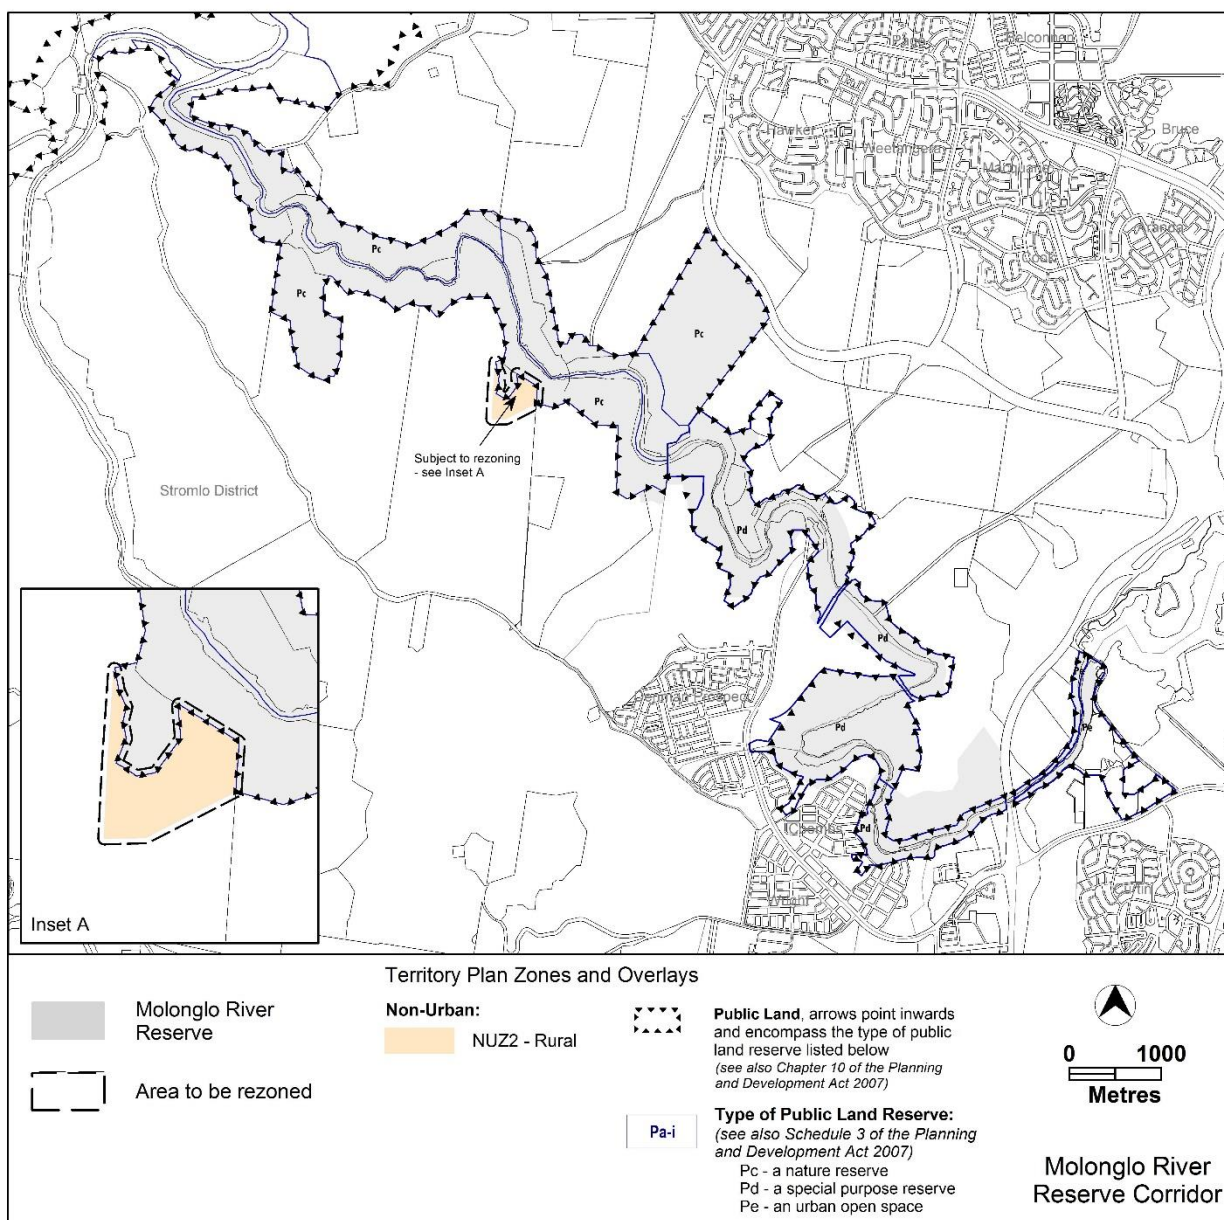 Page
Belconnen
Bruce
Hawker
Weetangera
Macquarie
Aranda
Cook
Pc
Pc
Pc
Pc
Subject to rezoning
- see Inset A
Stromlo District
Pd
Pd
Denman Prospect
Pd
Pe
Pd
Coombs
Wright
Curtin
Inset A
Territory Plan Zones and Overlays
Molonglo River
Reserve
Area to be rezoned
Non-Urban:
NUZ2 - Rural
Public Land, arrows point inwards
and encompass the type of public
land reserve listed below
(see also Chapter 10 of the Planning
and Development Act 2007)
Pa-i
Type of Public Land Reserve:
(see also Schedule 3 of the Planning
and Development Act 2007)
Pc - a nature reserve
Pd - a special purpose reserve
Pe - an urban open space
0 1000
Metres
Molonglo River
Reserve Corridor